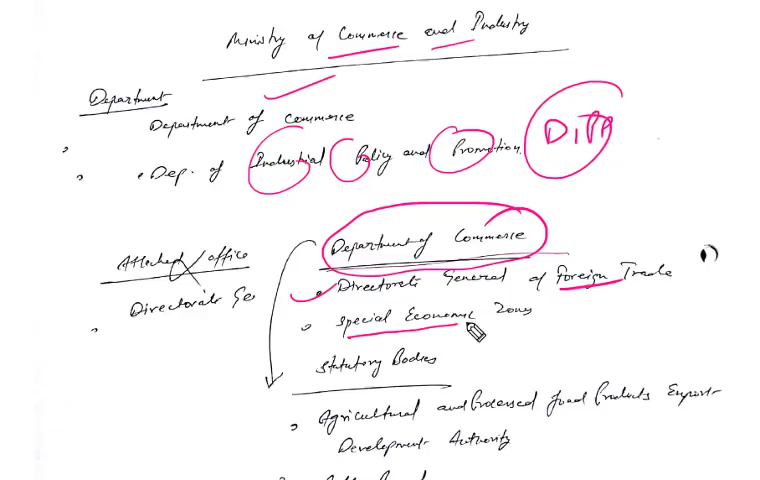 Ministry of Commerce and Industry
Department
Department of Commerce
Dep. of Industrial Policy and Promotion.
DIPP
Department of Commerce
Attached / office
Directorate General of Foreign Trade
Directorate Ge
Special Economic Zones
Statutory Bodies
Agricultural and Processed food Products Export
Development Authority